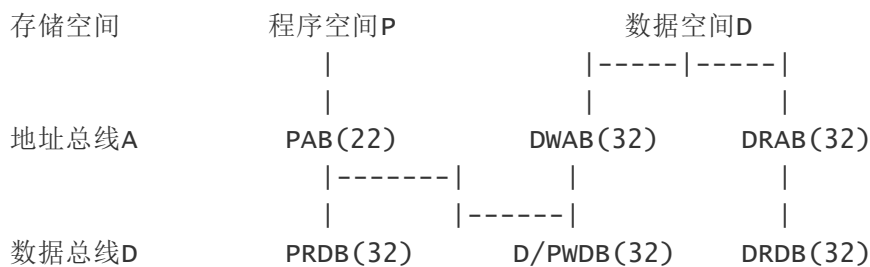 存储空间 程序空间P 数据空间D
| |-----|-----|
| | |
地址总线A PAB(22) DWAB(32) DRAB(32)
|-------| | |
| |------| |
数据总线D PRDB(32) D/PWDB(32) DRDB(32)